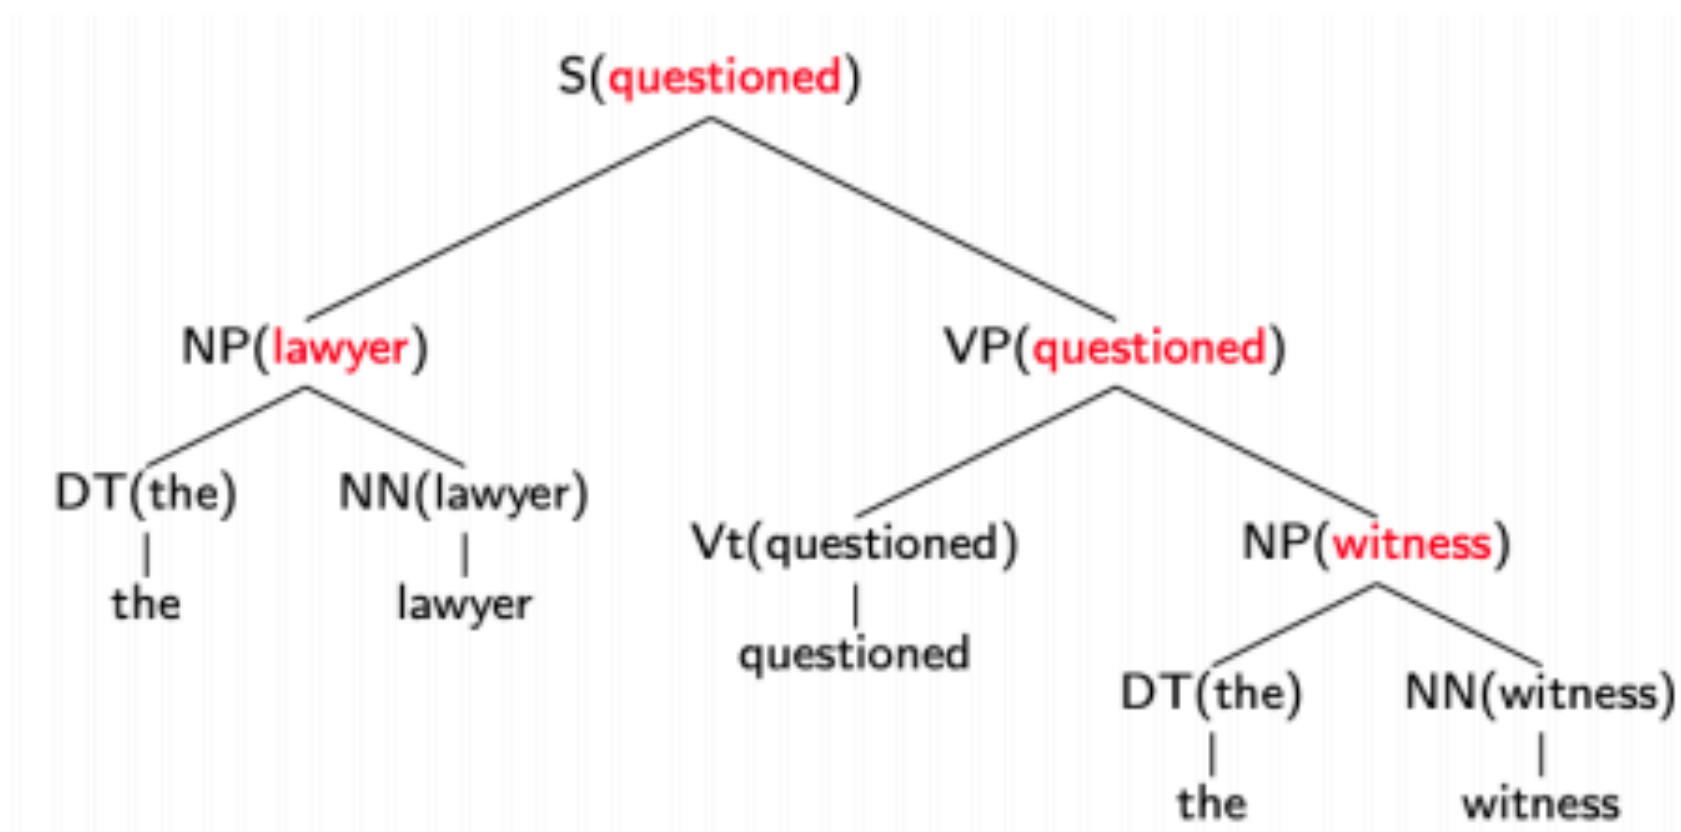 S(questioned)
NP(lawyer) VP(questioned)
DT(the) NN(lawyer)
Vt(questioned) NP(witness)
the lawyer
questioned
DT(the) NN(witness)
the witness